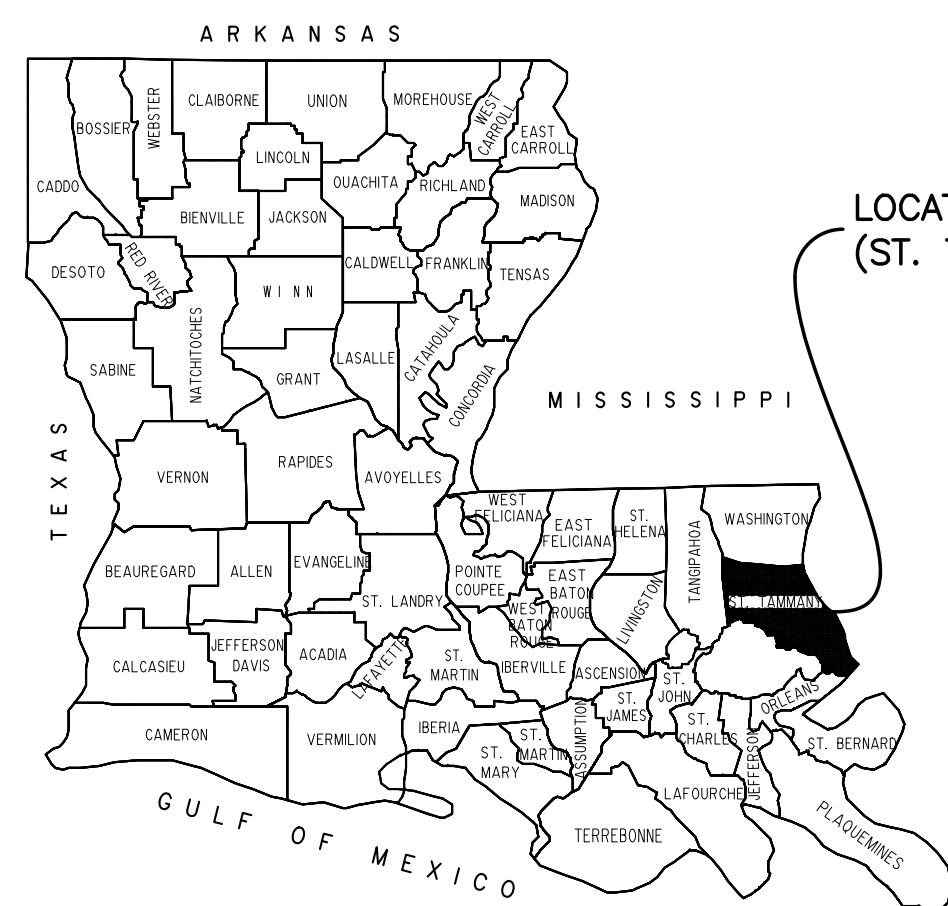 ARKANSAS
CADDO
BOSSIER
WEBSTER
CLAIBORNE
UNION
MOREHOUSE
WEST
CARROLL
EAST
CARROLL
LINCOLN
OUACHITA
RICHLAND
MADISON
BIENVILLE
JACKSON
LOCAT
(ST. T
DESOTO
RED RIVER
NATCHITOCHES
WINN
CALDWELL
FRANKLIN
TENSAS
SABINE
GRANT
LASALLE
CATAHOULA
CONCORDIA
MISSISSIPPI
TEXAS
VERNON
RAPIDES
AVOYELLES
WEST
FELICIANA
EAST
FELICIANA
ST.
HELENA
TANGIPAHOA
WASHINGTON
BEAUREGARD
ALLEN
EVANGELINE
ST. LANDRY
POINTE
COUPEE
WEST
BATON
ROUGE
EAST
BATON
ROUGE
LIVINGSTON
ST. TAMMANY
CALCASIEU
JEFFERSON
DAVIS
ACADIA
LAFAYETTE
ST.
MARTIN
IBERVILLE
ASCENSION
ST.
JOHN
ST.
JAMES
ORLEANS
CAMERON
VERMILION
IBERIA
ST.
MARTIN
ST.
MARY
ASSUMPTION
ST.
CHARLES
JEFFERSON
ST. BERNARD
LAFOURCHE
TERREBONNE
PLAQUEMINES
GULF OF MEXICO